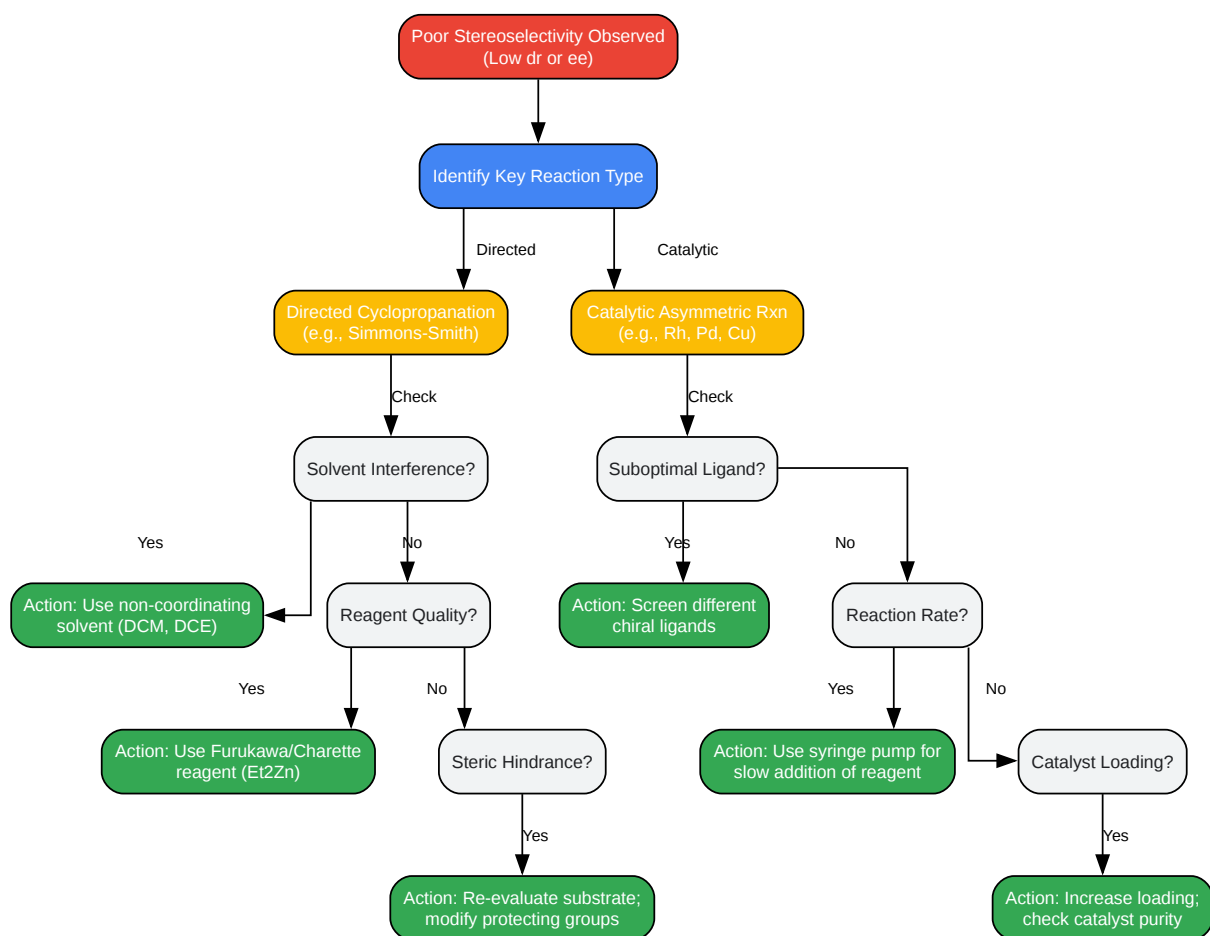 Poor Stereoselectivity Observed
(Low dr or ee)
Identify Key Reaction Type
Directed
Catalytic
Directed Cyclopropanation
(e.g., Simmons-Smith)
Catalytic Asymmetric Rxn
(e.g., Rh, Pd, Cu)
Check
Check
Solvent Interference?
Suboptimal Ligand?
Yes
No
Yes
No
Action: Use non-coordinating
solvent (DCM, DCE)
Reagent Quality?
Action: Screen different
chiral ligands
Reaction Rate?
Yes
No
Yes
No
Action: Use Furukawa/Charette
reagent (Et2Zn)
Steric Hindrance?
Action: Use syringe pump for
slow addition of reagent
Catalyst Loading?
Yes
Yes
Action: Re-evaluate substrate;
modify protecting groups
Action: Increase loading;
check catalyst purity